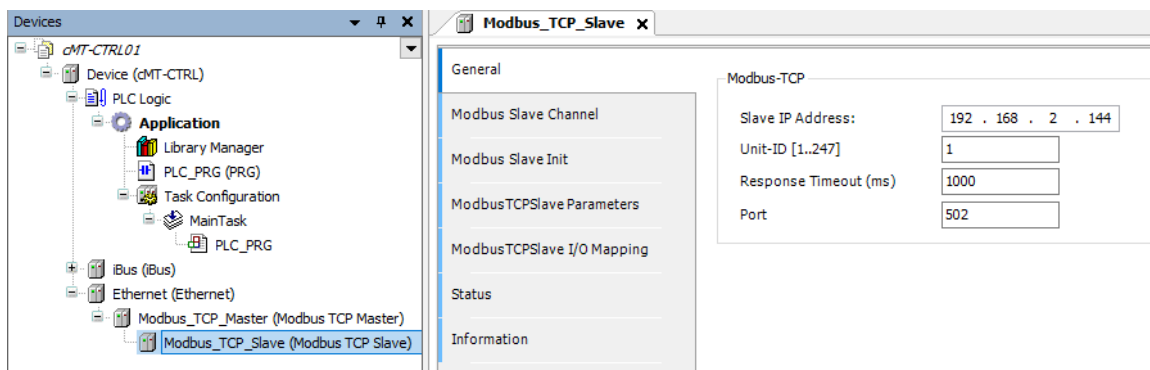 Devices
cMT-CTRL01
Device (cMT-CTRL)
PLC Logic
Application
Library Manager
PLC_PRG (PRG)
Task Configuration
MainTask
PLC_PRG
iBus (iBus)
Ethernet (Ethernet)
Modbus_TCP_Master (Modbus TCP Master)
Modbus_TCP_Slave (Modbus TCP Slave)
Modbus_TCP_Slave X
General
Modbus Slave Channel
Modbus Slave Init
ModbusTCPSlave Parameters
ModbusTCPSlave I/O Mapping
Status
Information
Modbus-TCP
Slave IP Address: 192 . 168 . 2 . 144
Unit-ID [1..247] 1
Response Timeout (ms) 1000
Port 502